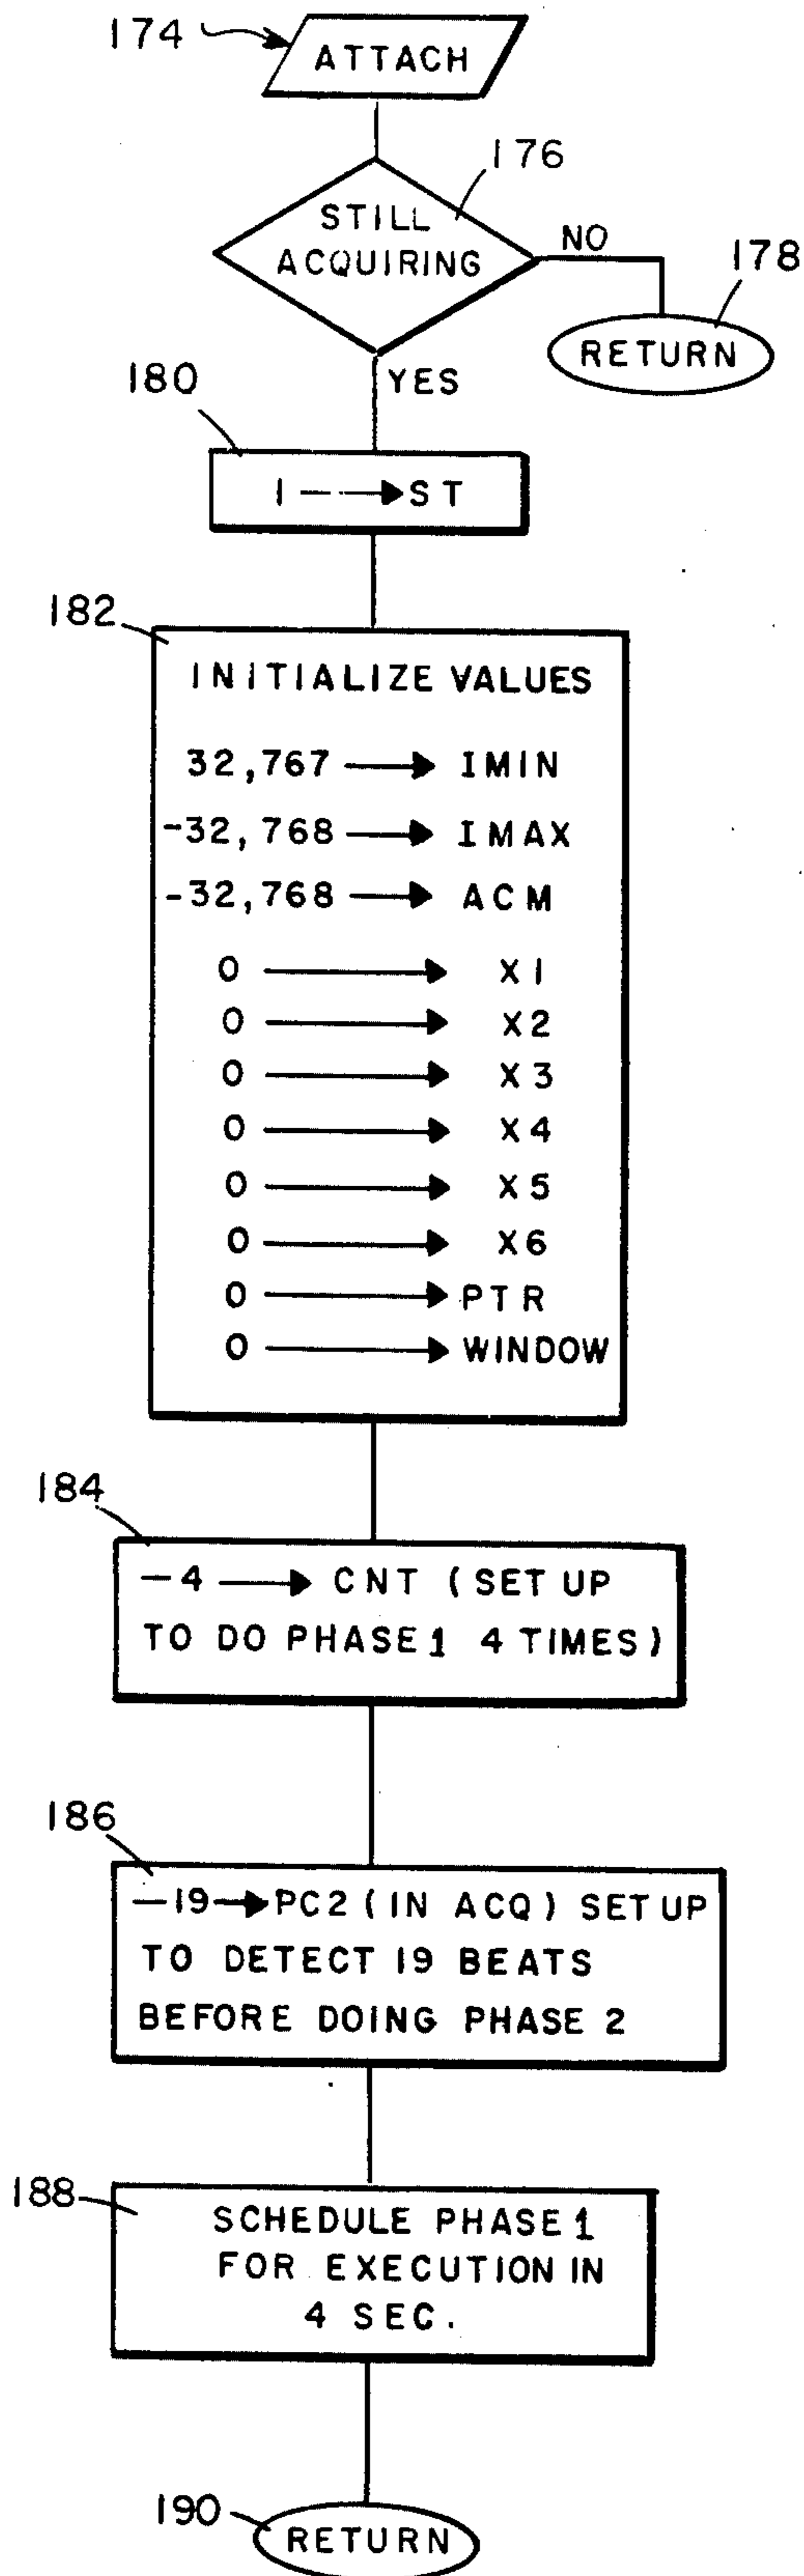 174
ATTACH
176
STILL
ACQUIRING
NO
178
RETURN
YES
180
1 → ST
182
INITIALIZE VALUES
32,767 → IMIN
-32,768 → IMAX
-32,768 → ACM
0 → X1
0 → X2
0 → X3
0 → X4
0 → X5
0 → X6
0 → PTR
0 → WINDOW
184
-4 → CNT (SET UP
TO DO PHASE 1 4 TIMES)
186
-19 → PC2 (IN ACQ) SET UP
TO DETECT 19 BEATS
BEFORE DOING PHASE 2
188
SCHEDULE PHASE 1
FOR EXECUTION IN
4 SEC.
190
RETURN